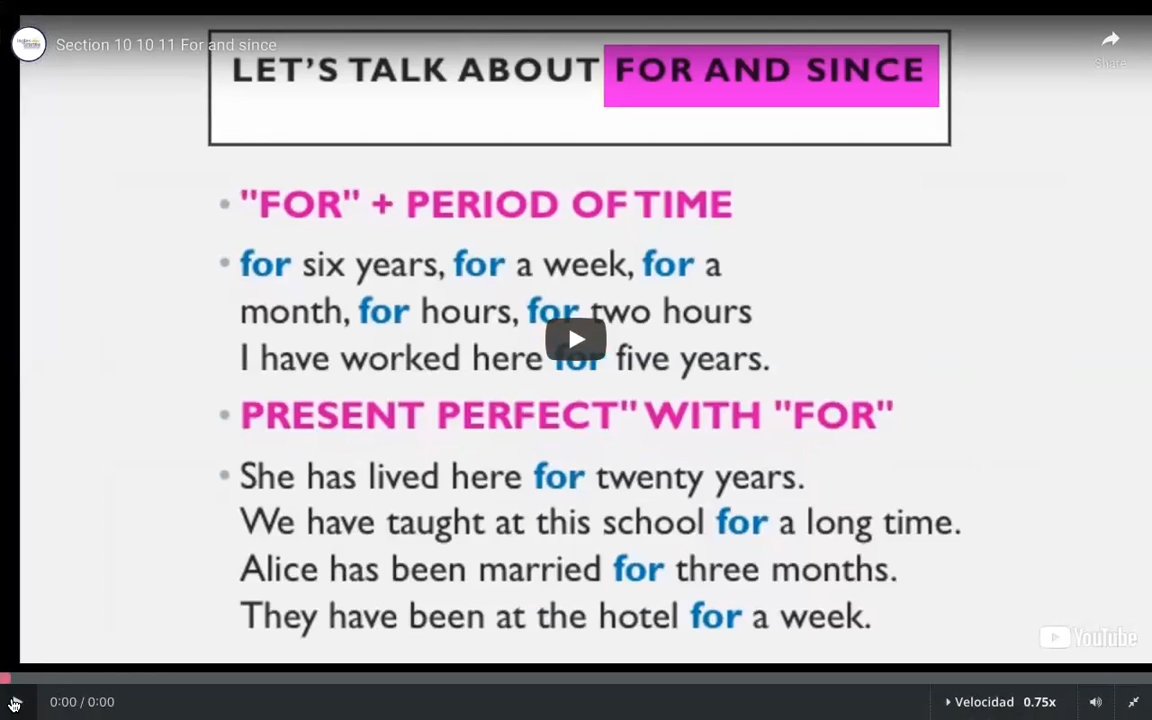 Section 10 10 11 For and since
Share
LET'S TALK ABOUT FOR AND SINCE
"FOR" + PERIOD OF TIME
for six years, for a week, for a
month, for hours, for two hours
I have worked here for five years.
PRESENT PERFECT" WITH "FOR"
She has lived here for twenty years.
We have taught at this school for a long time.
Alice has been married for three months.
They have been at the hotel for a week.
YouTube
0:00 / 0:00
Velocidad 0.75x